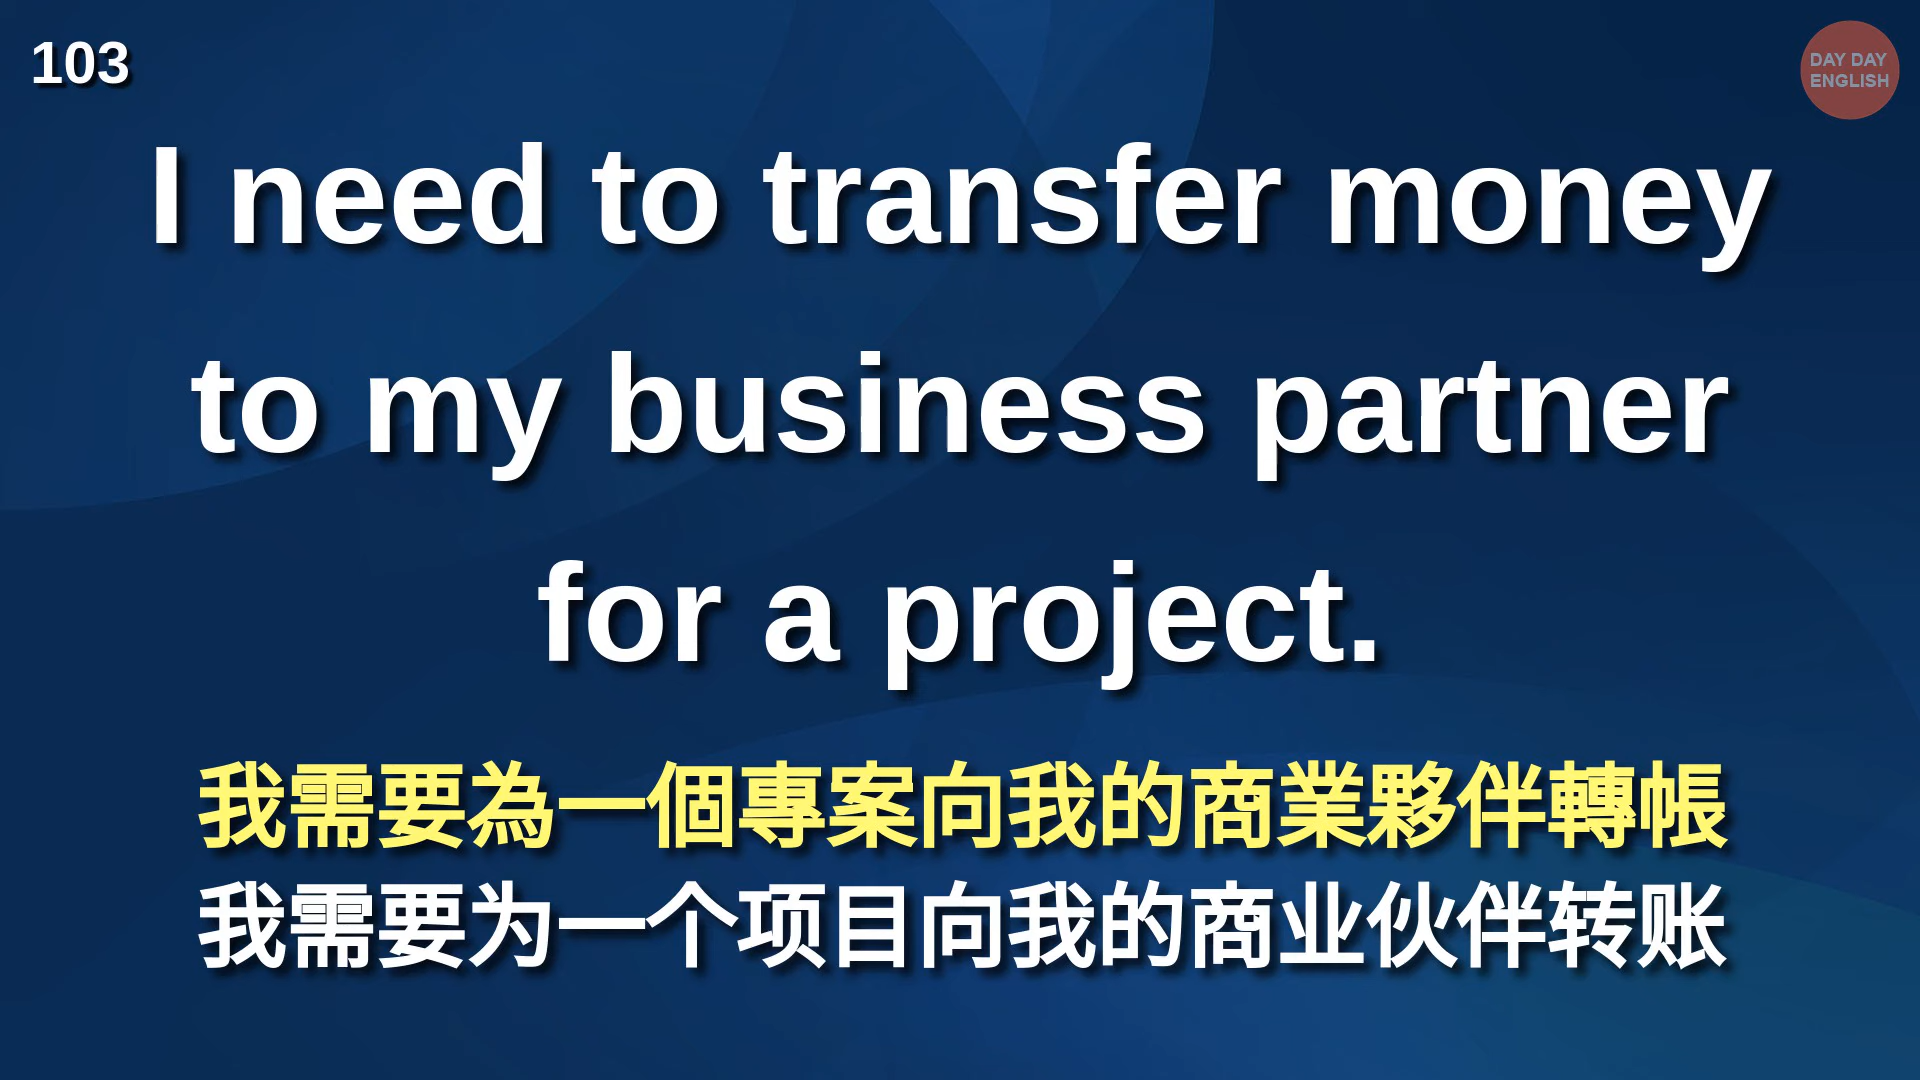 103
DAY DAY
ENGLISH
I need to transfer money
to my business partner
for a project.
我需要為一個專案向我的商業夥伴轉帳
我需要为一个项目向我的商业伙伴转账